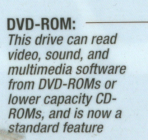 DVD-ROM:
This drive can read
video, sound, and
multimedia software
from DVD-ROMs or
lower capacity CD-
ROMs, and is now a
standard feature